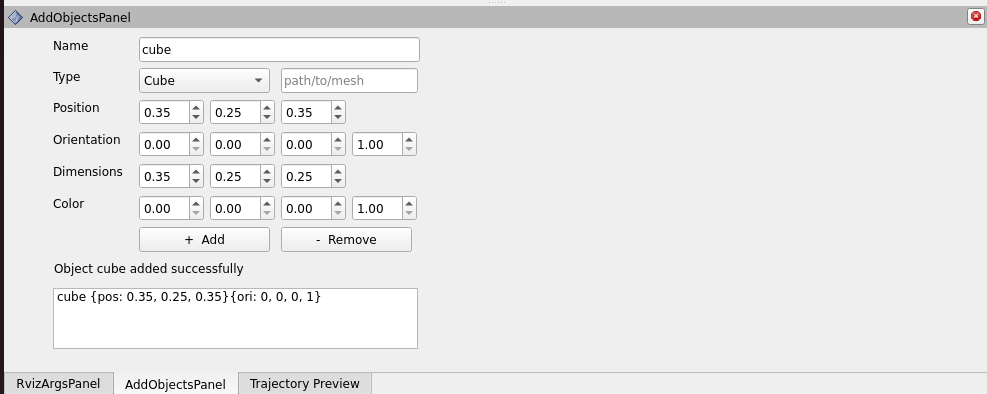 AddObjectsPanel
Name cube
Type Cube path/to/mesh
Position 0.35 0.25 0.35
Orientation 0.00 0.00 0.00 1.00
Dimensions 0.35 0.25 0.25
Color 0.00 0.00 0.00 1.00
+ Add - Remove
Object cube added successfully
cube {pos: 0.35, 0.25, 0.35}{ori: 0, 0, 0, 1}
RvizArgsPanel AddObjectsPanel Trajectory Preview